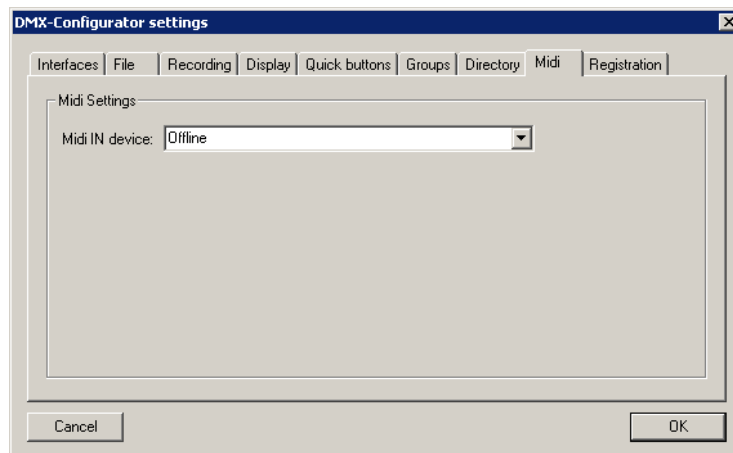 DMX-Configurator settings
Interfaces File Recording Display Quick buttons Groups Directory Midi Registration
Midi Settings
Midi IN device: Offline
Cancel OK